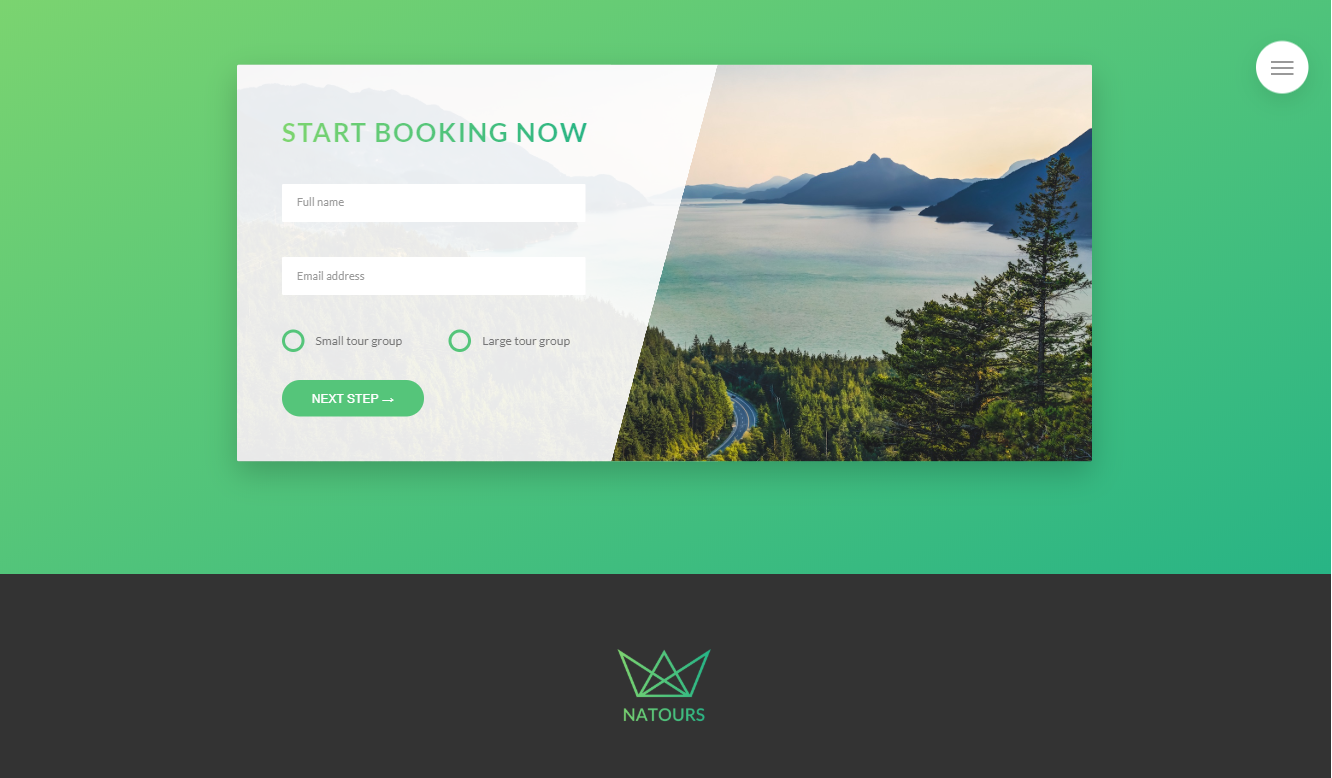 START BOOKING NOW
Full name
Email address
Small tour group
Large tour group
NEXT STEP →
NATOURS